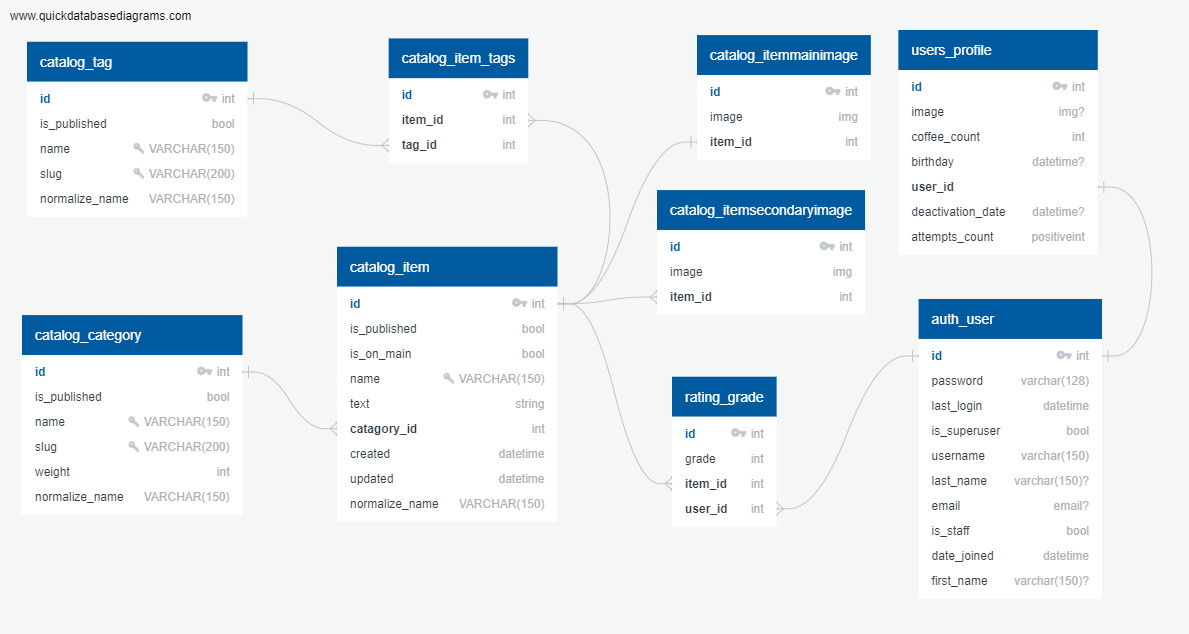 www.quickdatabasediagrams.com
catalog_tag
id int
is_published bool
name VARCHAR(150)
slug VARCHAR(200)
normalize_name VARCHAR(150)
catalog_item_tags
id int
item_id int
tag_id int
catalog_itemmainimage
id int
image img
item_id int
users_profile
id int
image img?
coffee_count int
birthday datetime?
user_id
deactivation_date datetime?
attempts_count positiveint
catalog_itemsecondaryimage
id int
image img
item_id int
catalog_item
id int
is_published bool
is_on_main bool
name VARCHAR(150)
text string
catagory_id int
created datetime
updated datetime
normalize_name VARCHAR(150)
catalog_category
id int
is_published bool
name VARCHAR(150)
slug VARCHAR(200)
weight int
normalize_name VARCHAR(150)
rating_grade
id int
grade int
item_id int
user_id int
auth_user
id int
password varchar(128)
last_login datetime
is_superuser bool
username varchar(150)
last_name varchar(150)?
email email?
is_staff bool
date_joined datetime
first_name varchar(150)?